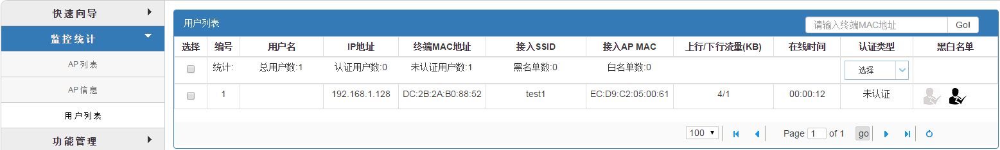 快速向导
监控统计
AP列表
AP信息
用户列表
功能管理
用户列表
请输入终端MAC地址 Go!
选择 编号 用户名 IP地址 终端MAC地址 接入SSID 接入AP MAC 上行/下行流量(KB) 在线时间 认证类型 黑白名单
统计: 总用户数:1 认证用户数:0 未认证用户数:1 黑名单数:0 白名单数:0 选择
1 192.168.1.128 DC:2B:2A:B0:88:52 test1 EC:D9:C2:05:00:61 4/1 00:00:12 未认证
100 Page 1 of 1 go